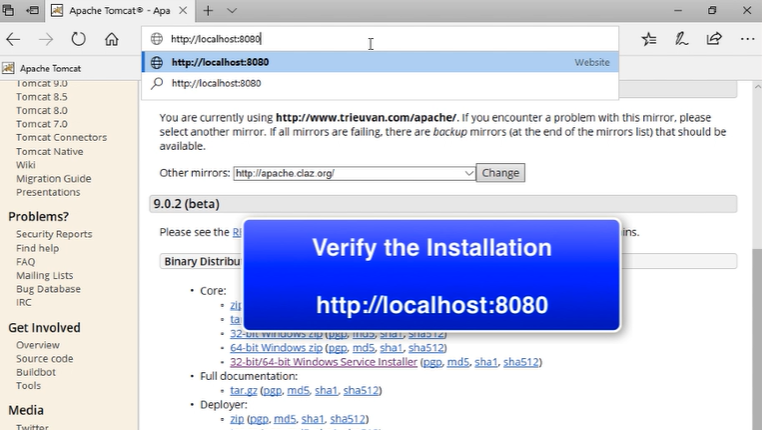 Apache Tomcat® - Apa
http://localhost:8080
http://localhost:8080
Website
http://localhost:8080
Apache Tomcat
Tomcat 9.0
Tomcat 8.5
Tomcat 8.0
Tomcat 7.0
Tomcat Connectors
Tomcat Native
Wiki
Migration Guide
Presentations
Problems?
Security Reports
Find help
FAQ
Mailing Lists
Bug Database
IRC
Get Involved
Overview
Source code
Buildbot
Tools
Media
Twitter
You are currently using http://www.trieuvan.com/apache/. If you encounter a problem with this mirror, please
select another mirror. If all mirrors are failing, there are backup mirrors (at the end of the mirrors list) that should be
available.
Other mirrors: http://apache.claz.org/ Change
9.0.2 (beta)
Please see the
Verify the Installation
http://localhost:8080
Binary Distribu
Core:
zip
32-bit Windows zip (pgp, md5, sha1, sha512)
64-bit Windows zip (pgp, md5, sha1, sha512)
32-bit/64-bit Windows Service Installer (pgp, md5, sha1, sha512)
Full documentation:
tar.gz (pgp, md5, sha1, sha512)
Deployer:
zip (pgp, md5, sha1, sha512)